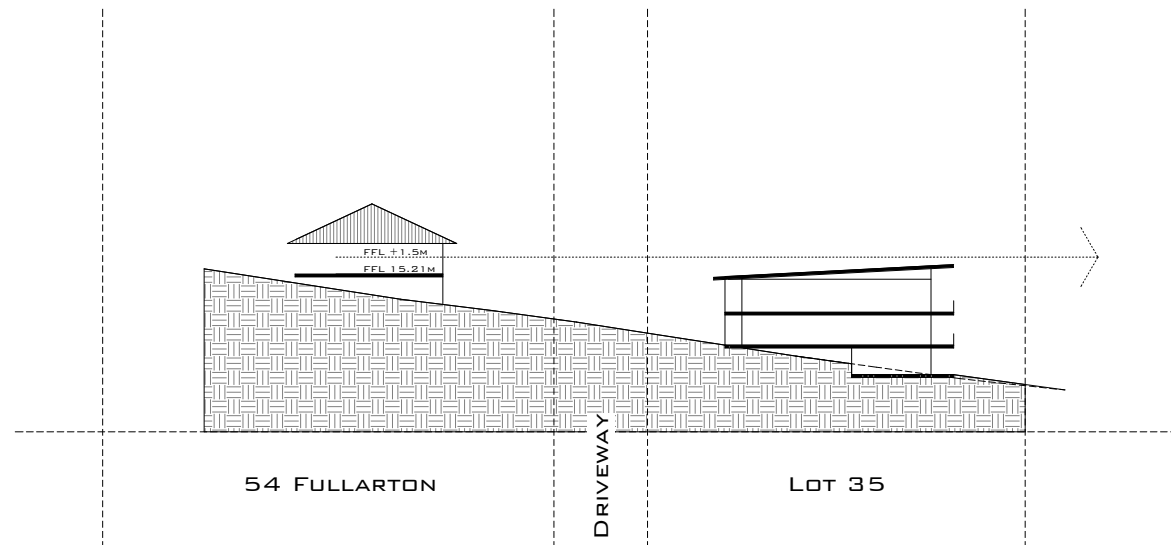 FFL +1.5M
FFL 15.21M
54 FULLARTON
DRIVEWAY
LOT 35